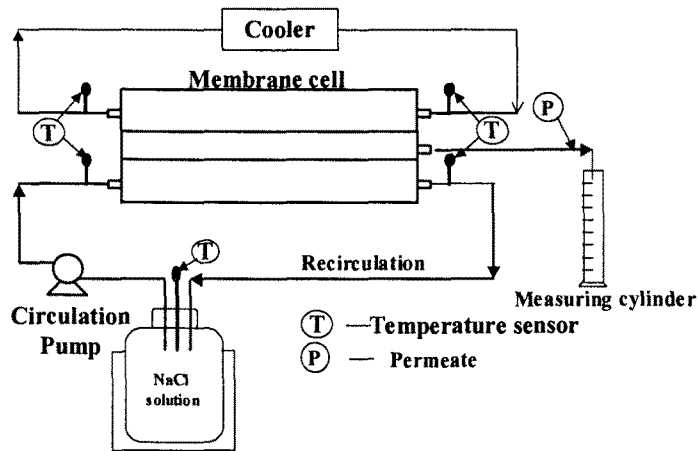 Cooler
Membrane cell
T
T
P
T
Recirculation
Measuring cylinder
Circulation
Pump
NaCl
solution
T —Temperature sensor
P — Permeate